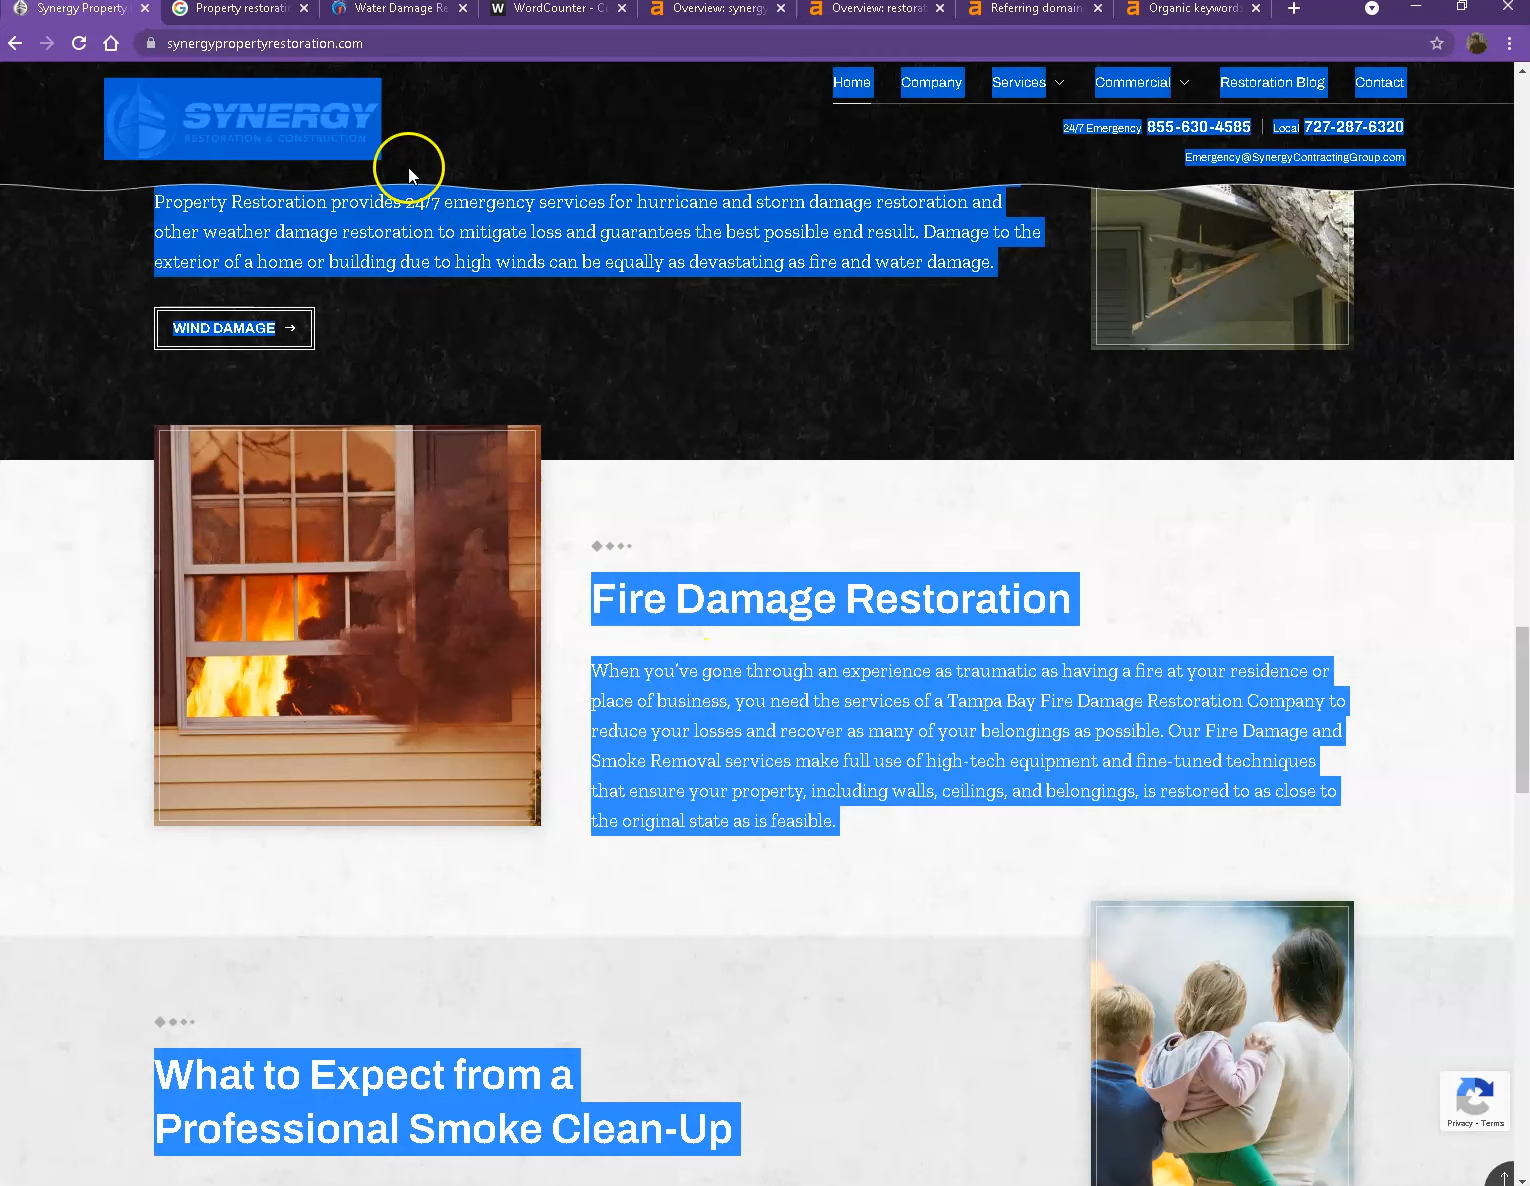 Synergy Property
Property restorati
Water Damage Re
WordCounter - C
Overview: synergy
Overview: restorat
Referring domain
Organic keywords
synergypropertyrestoration.com
Home
Company
Services
Commercial
Restoration Blog
Contact
SYNERGY
RESTORATION & CONSTRUCTION
24/7 Emergency 855-630-4585
Local 727-287-6320
Emergency@SynergyContractingGroup.com
Property Restoration provides 24/7 emergency services for hurricane and storm damage restoration and
other weather damage restoration to mitigate loss and guarantees the best possible end result. Damage to the
exterior of a home or building due to high winds can be equally as devastating as fire and water damage.
WIND DAMAGE →
Fire Damage Restoration
When you've gone through an experience as traumatic as having a fire at your residence or
place of business, you need the services of a Tampa Bay Fire Damage Restoration Company to
reduce your losses and recover as many of your belongings as possible. Our Fire Damage and
Smoke Removal services make full use of high-tech equipment and fine-tuned techniques
that ensure your property, including walls, ceilings, and belongings, is restored to as close to
the original state as is feasible.
What to Expect from a
Professional Smoke Clean-Up
Privacy - Terms